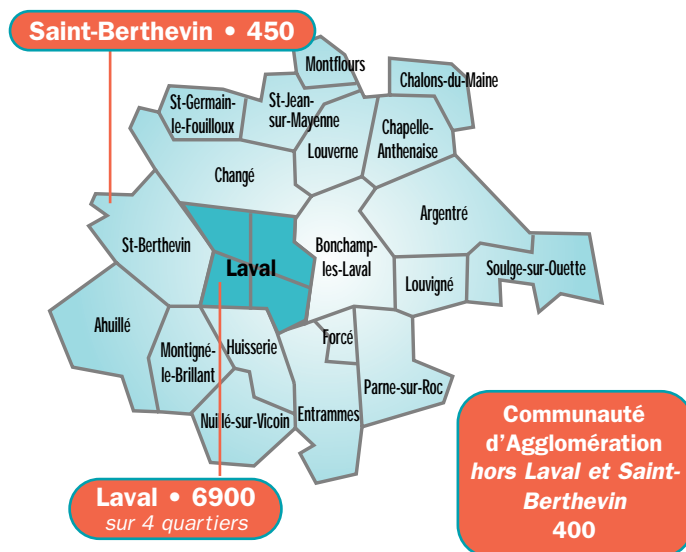 Saint-Berthevin • 450
Montflours
Chalons-du-Maine
St-Germain-
le-Fouilloux
St-Jean-
sur-Mayenne
Louverne
Chapelle-
Anthenaise
Changé
Argentré
St-Berthevin
Laval
Bonchamp-
les-Laval
Louvigné
Soulge-sur-Ouette
Ahuillé
Montigné-
le-Brillant
Huisserie
Forcé
Parne-sur-Roc
Nuillé-sur-Vicoin
Entrammes
Laval • 6900
sur 4 quartiers
Communauté
d'Agglomération
hors Laval et Saint-
Berthevin
400